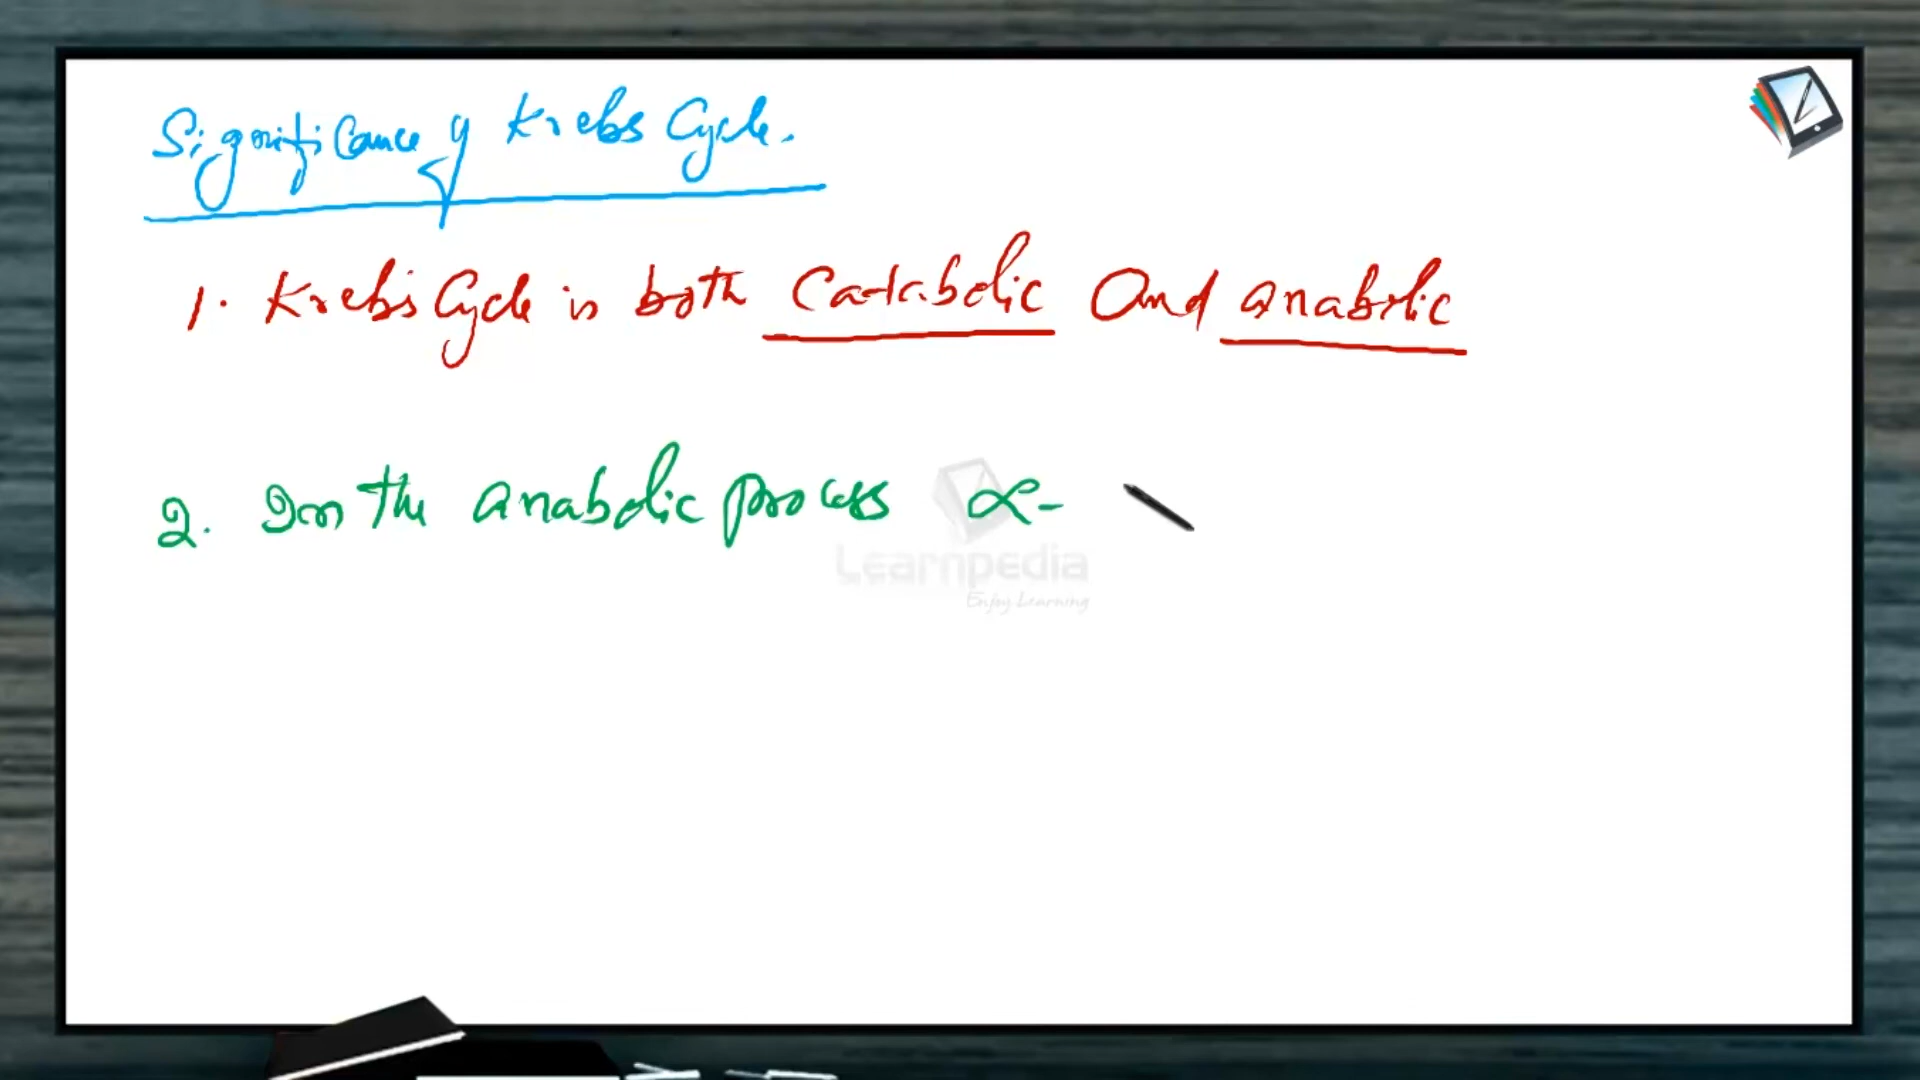 Significance of Krebs Cycle.
1. Krebs Cycle is both Catabolic And anabolic
2. In the anabolic process α-
Learnpedia
Enjoy Learning